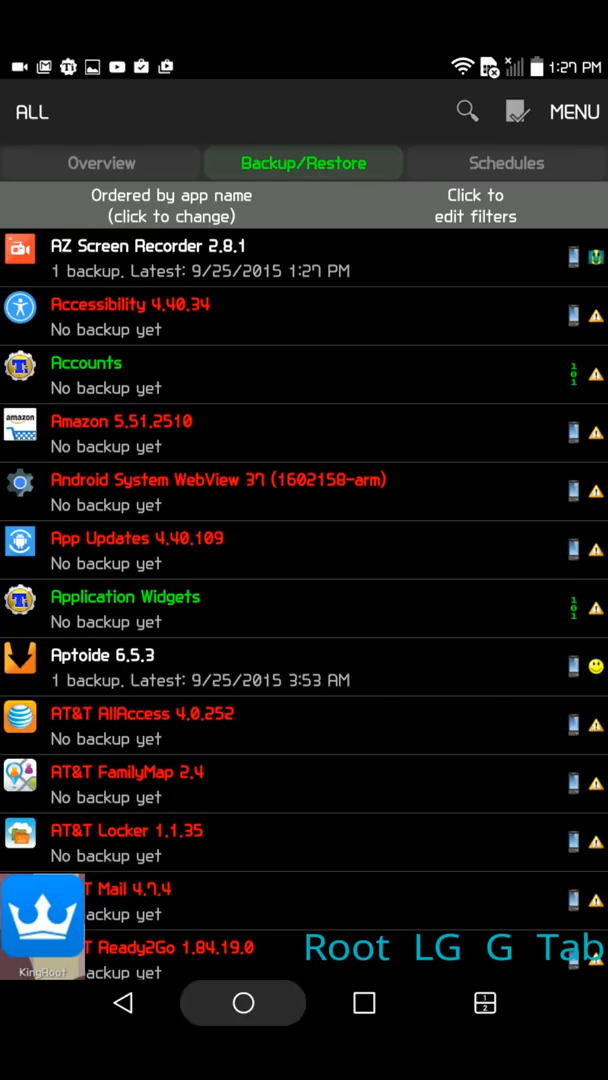 1:27 PM
ALL
MENU
Overview
Backup/Restore
Schedules
Ordered by app name
(click to change)
Click to
edit filters
AZ Screen Recorder 2.8.1
1 backup. Latest: 9/25/2015 1:27 PM
Accessibility 4.40.34
No backup yet
Accounts
No backup yet
amazon
Amazon 5.51.2510
No backup yet
Android System WebView 37 (1602158-arm)
No backup yet
App Updates 4.40.109
No backup yet
Application Widgets
No backup yet
Aptoide 6.5.3
1 backup. Latest: 9/25/2015 3:53 AM
AT&T AllAccess 4.0.252
No backup yet
AT&T FamilyMap 2.4
No backup yet
AT&T Locker 1.1.35
No backup yet
T Mail 4.7.4
ackup yet
T Ready2Go 1.84.19.0
ackup yet
KingRoot
Root LG G Tab